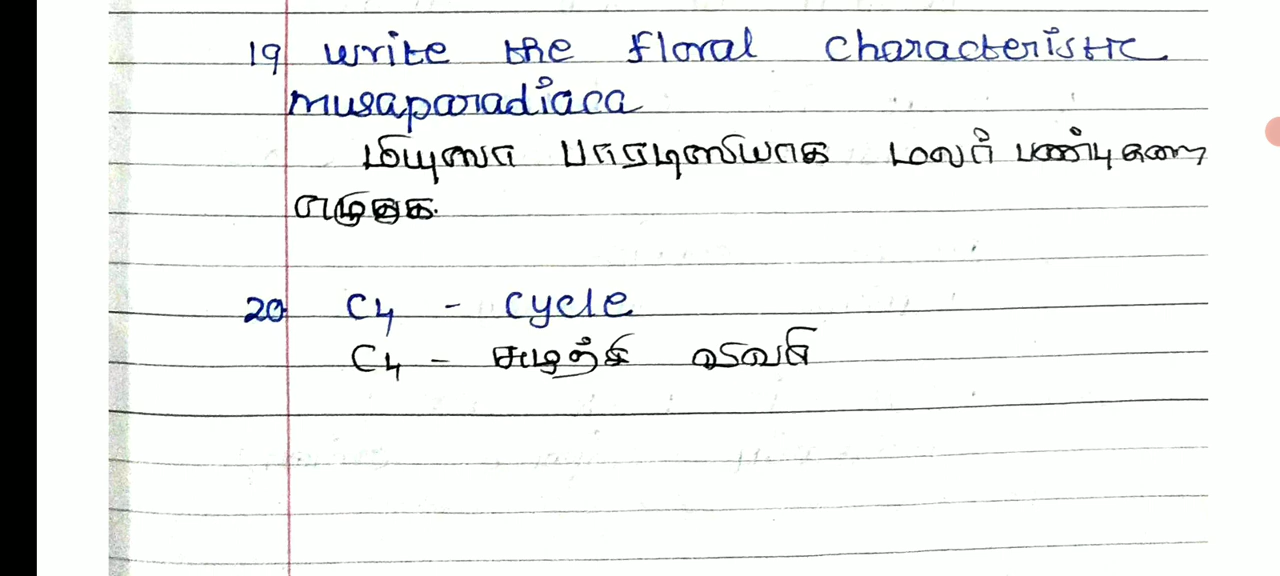 19 Write the floral characteristic
musaparadiaca
மியுஸா பாரடிஸியாக மலர் பண்புகளை
எழுதுக.
20 C4 - cycle
C4 - சுழற்சி